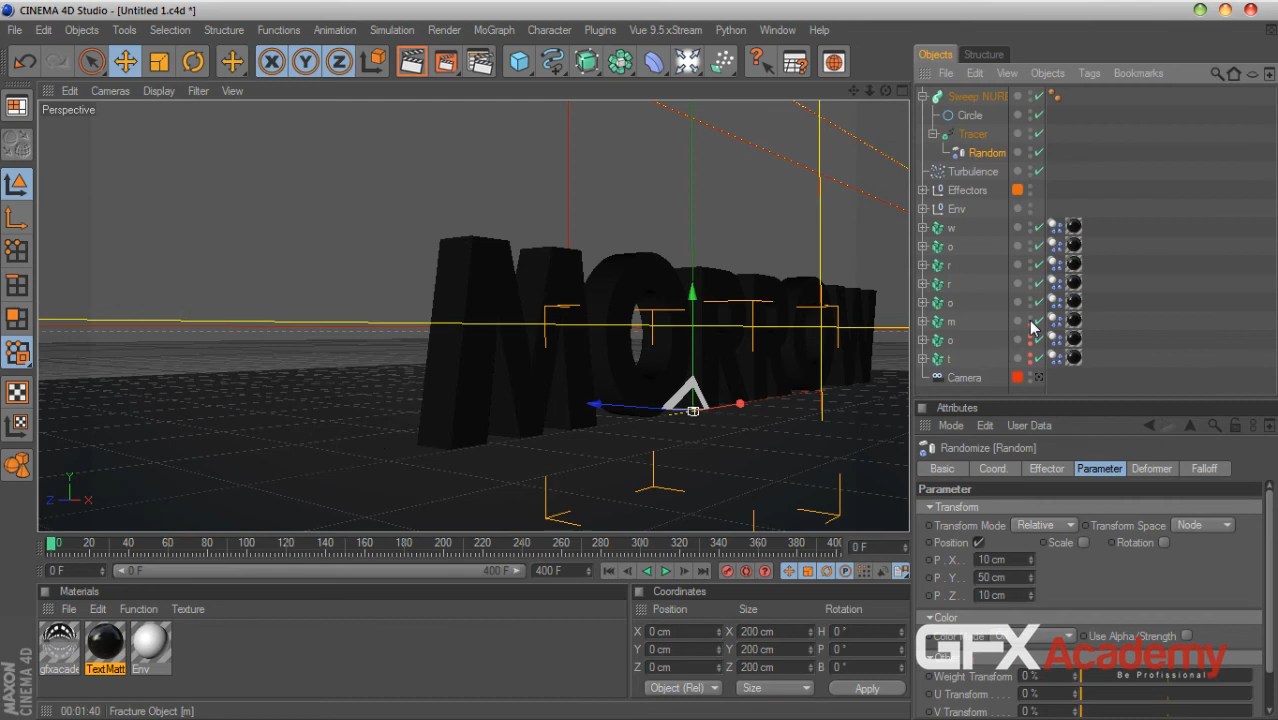 CINEMA 4D Studio - [Untitled 1.c4d *]
File Edit Objects Tools Selection Structure Functions Animation Simulation Render MoGraph Character Plugins Vue 9.5 xStream Python Window Help
Objects Structure
Edit Cameras Display Filter View
File Edit View Objects Tags Bookmarks
Perspective
Sweep NURB
Circle
Tracer
Random
Turbulence
Effectors
Env
w
o
r
r
o
m
o
t
Camera
MORROW
Attributes
Mode Edit User Data
Randomize [Random]
Basic Coord. Effector Parameter Deformer Falloff
Parameter
Transform
Transform Mode Relative Transform Space Node
Position Scale Rotation
P . X . . 10 cm
P . Y . . 50 cm
P . Z . . 10 cm
Color
Use Alpha/Strength
Weight Transform 0 %
U Transform . . . . 0 %
V Transform . . . . 0 %
0 20 40 60 80 100 120 140 160 180 200 220 240 260 280 300 320 340 360 380 40 0 F
0 F 0 F 400 F 400 F
Materials
File Edit Function Texture
gfxacade TextMatt Env
Coordinates
Position Size Rotation
X 0 cm X 200 cm H 0 °
Y 0 cm Y 200 cm P 0 °
Z 0 cm Z 200 cm B 0 °
Object (Rel) Size Apply
MAXON
CINEMA 4D
00:01:40 Fracture Object [m]
GFX Academy
Be Profissional